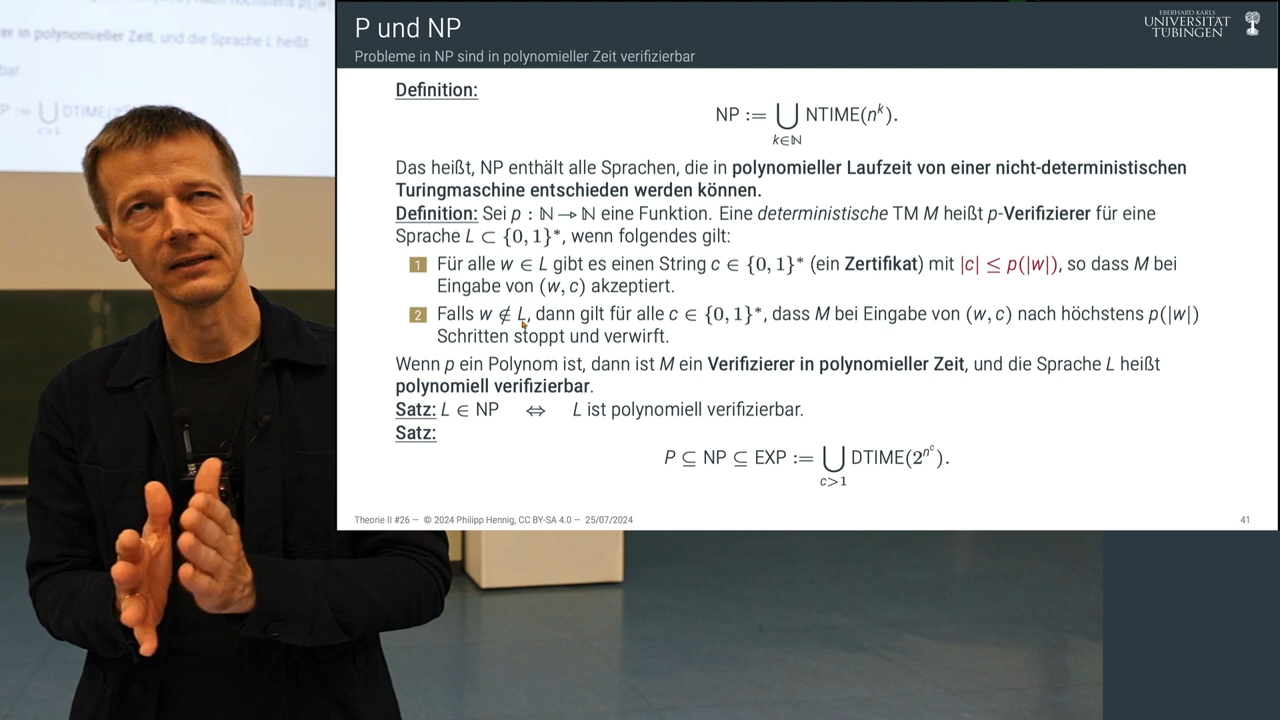 er in polynomieller Zeit, und die Sprache L heißt
bar.
P und NP
Probleme in NP sind in polynomieller Zeit verifizierbar
EBERHARD KARLS
UNIVERSITÄT
TÜBINGEN
Definition:
NP := ⋃ NTIME(nᵏ).
k∈ℕ
Das heißt, NP enthält alle Sprachen, die in polynomieller Laufzeit von einer nicht-deterministischen
Turingmaschine entschieden werden können.
Definition: Sei p : ℕ → ℕ eine Funktion. Eine deterministische TM M heißt p-Verifizierer für eine
Sprache L ⊂ {0, 1}*, wenn folgendes gilt:
1 Für alle w ∈ L gibt es einen String c ∈ {0, 1}* (ein Zertifikat) mit |c| ≤ p(|w|), so dass M bei
Eingabe von (w, c) akzeptiert.
2 Falls w ∉ L, dann gilt für alle c ∈ {0, 1}*, dass M bei Eingabe von (w, c) nach höchstens p(|w|)
Schritten stoppt und verwirft.
Wenn p ein Polynom ist, dann ist M ein Verifizierer in polynomieller Zeit, und die Sprache L heißt
polynomiell verifizierbar.
Satz: L ∈ NP ⇔ L ist polynomiell verifizierbar.
Satz:
P ⊆ NP ⊆ EXP := ⋃ DTIME(2^{n^c}).
c>1
Theorie II #26 — © 2024 Philipp Hennig, CC BY-SA 4.0 — 25/07/2024
41